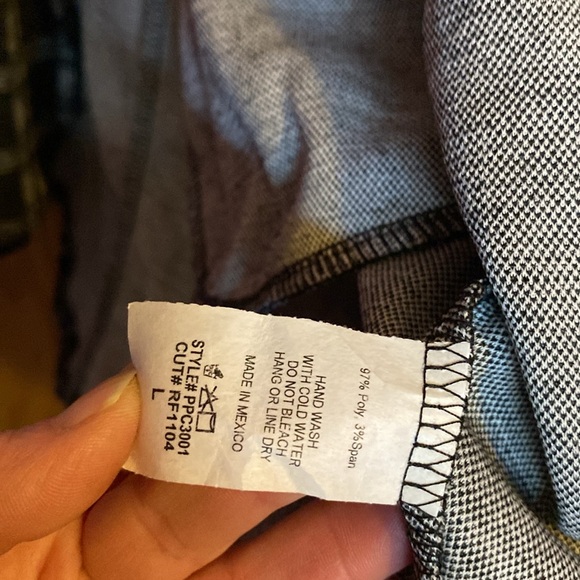 97% Poly 3%Span
HAND WASH
WITH COLD WATER
DO NOT BLEACH
HANG OR LINE DRY
MADE IN MEXICO
STYLE# PPC3001
CUT# RF1104
L